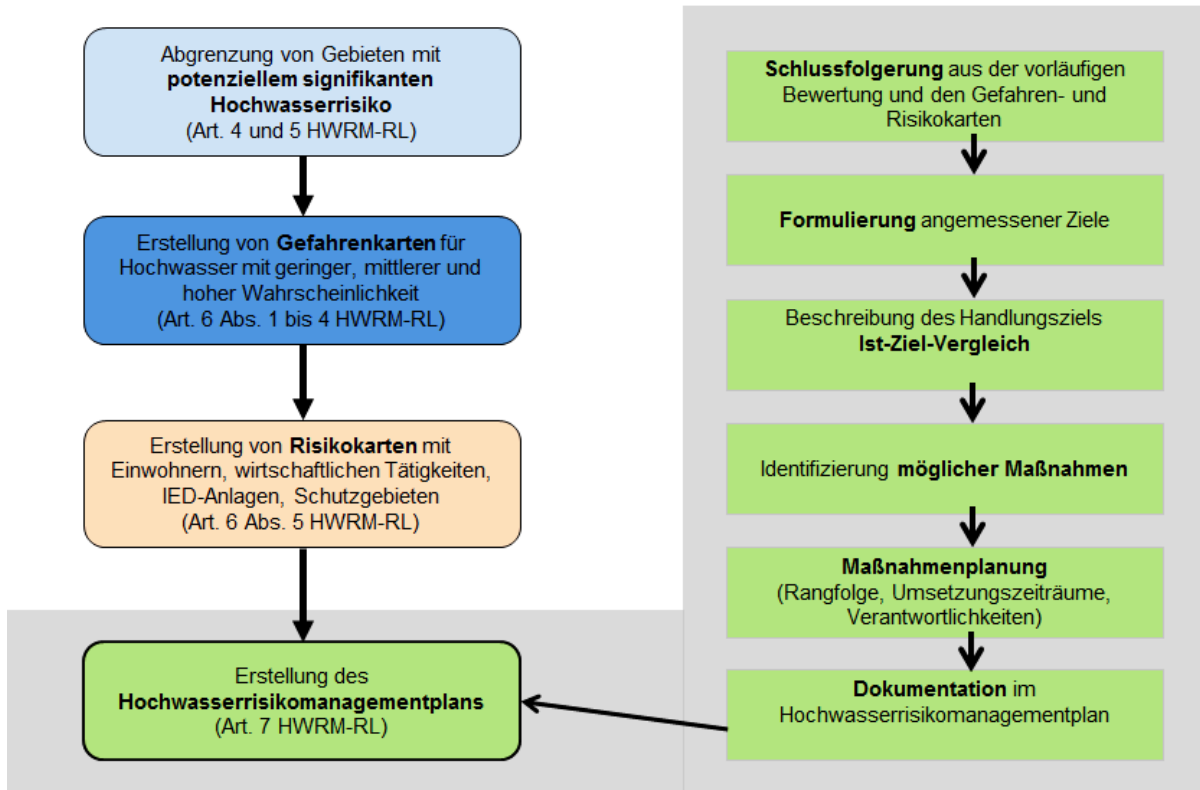 Abgrenzung von Gebieten mit
potenziellem signifikanten
Hochwasserrisiko
(Art. 4 und 5 HWRM-RL)
Erstellung von Gefahrenkarten für
Hochwasser mit geringer, mittlerer und
hoher Wahrscheinlichkeit
(Art. 6 Abs. 1 bis 4 HWRM-RL)
Erstellung von Risikokarten mit
Einwohnern, wirtschaftlichen Tätigkeiten,
IED-Anlagen, Schutzgebieten
(Art. 6 Abs. 5 HWRM-RL)
Erstellung des
Hochwasserrisikomanagementplans
(Art. 7 HWRM-RL)
Schlussfolgerung aus der vorläufigen
Bewertung und den Gefahren- und
Risikokarten
Formulierung angemessener Ziele
Beschreibung des Handlungsziels
Ist-Ziel-Vergleich
Identifizierung möglicher Maßnahmen
Maßnahmenplanung
(Rangfolge, Umsetzungszeiträume,
Verantwortlichkeiten)
Dokumentation im
Hochwasserrisikomanagementplan